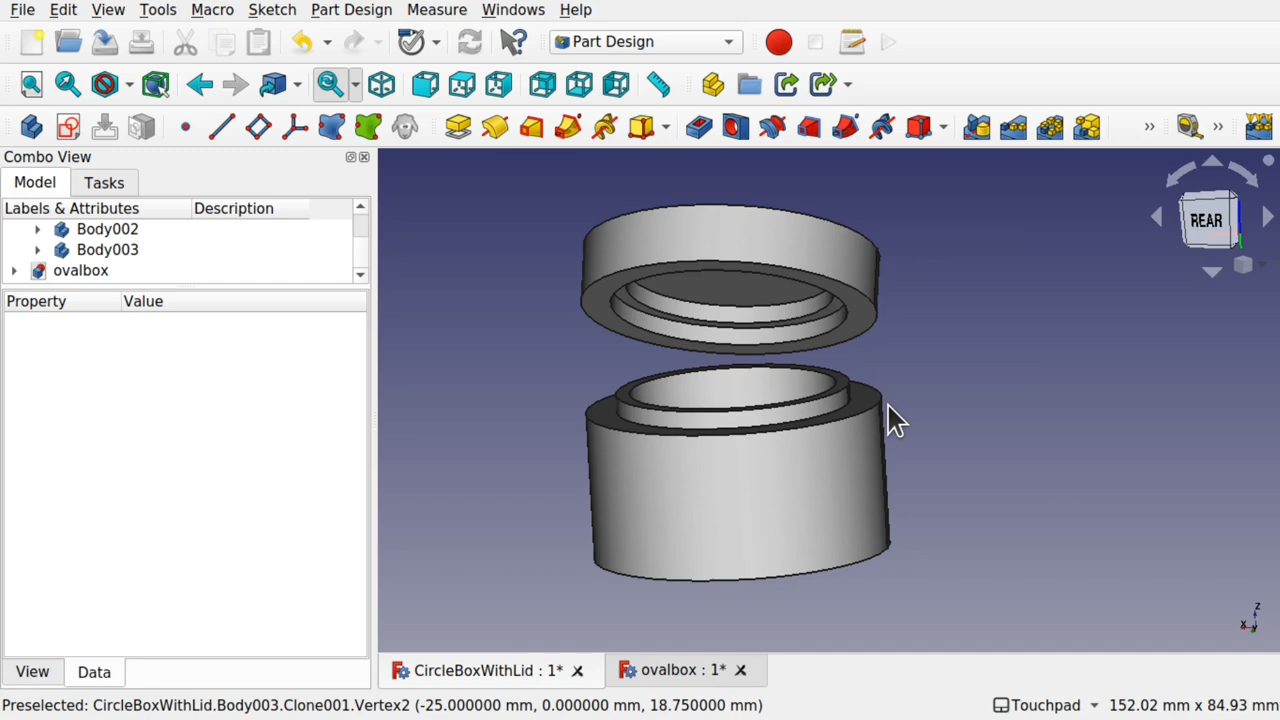 File Edit View Tools Macro Sketch Part Design Measure Windows Help
Part Design
Combo View
Model Tasks
Labels & Attributes Description
Body002
Body003
ovalbox
Property Value
REAR
Z
X
Y
View Data
CircleBoxWithLid : 1* ovalbox : 1*
Preselected: CircleBoxWithLid.Body003.Clone001.Vertex2 (-25.000000 mm, 0.000000 mm, 18.750000 mm) Touchpad 152.02 mm x 84.93 mm